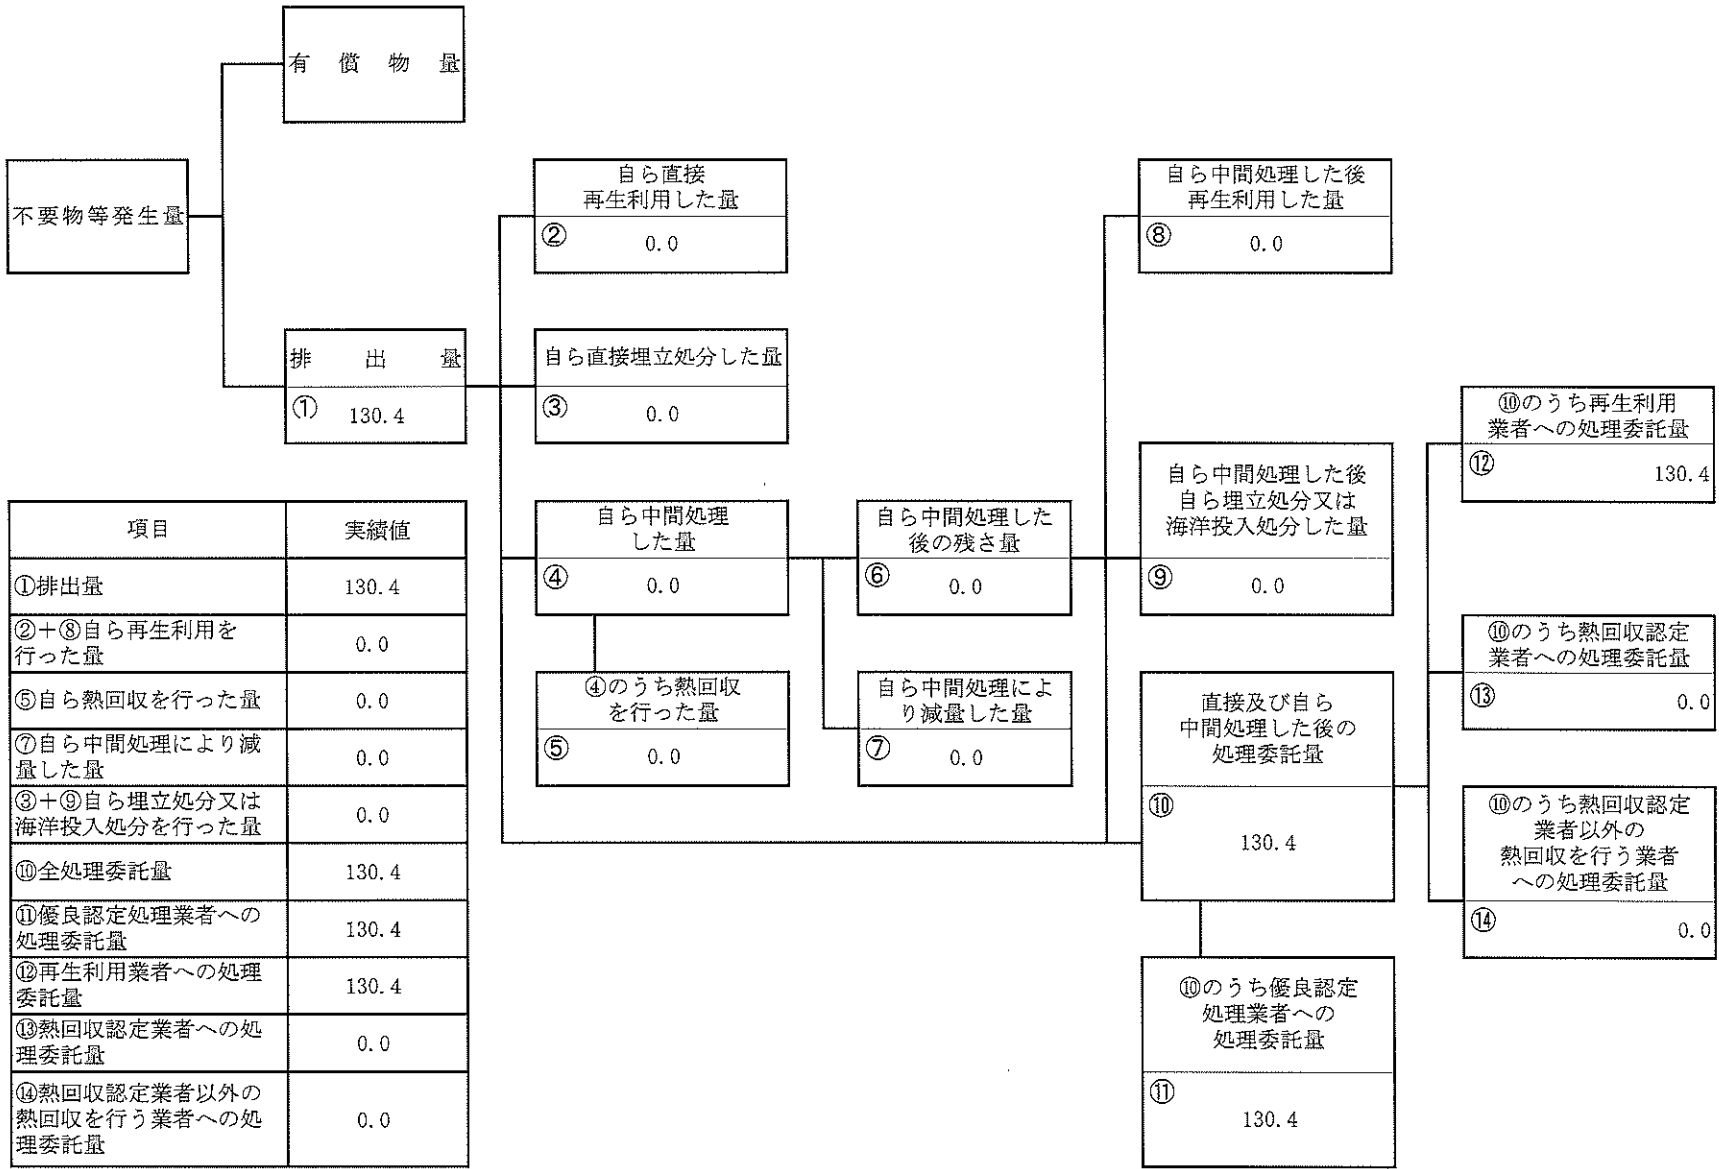 有償物量
不要物等発生量
排出量
① 130.4
自ら直接
再生利用した量
② 0.0
自ら直接埋立処分した量
③ 0.0
自ら中間処理
した量
④ 0.0
④のうち熱回収
を行った量
⑤ 0.0
自ら中間処理した
後の残さ量
⑥ 0.0
自ら中間処理によ
り減量した量
⑦ 0.0
自ら中間処理した後
再生利用した量
⑧ 0.0
自ら中間処理した後
自ら埋立処分又は
海洋投入処分した量
⑨ 0.0
直接及び自ら
中間処理した後の
処理委託量
⑩
130.4
⑩のうち優良認定
処理業者への
処理委託量
⑪
130.4
⑩のうち再生利用
業者への処理委託量
⑫ 130.4
⑩のうち熱回収認定
業者への処理委託量
⑬ 0.0
⑩のうち熱回収認定
業者以外の
熱回収を行う業者
への処理委託量
⑭ 0.0
項目 実績値
①排出量 130.4
②+⑧自ら再生利用を
行った量 0.0
⑤自ら熱回収を行った量 0.0
⑦自ら中間処理により減
量した量 0.0
③+⑨自ら埋立処分又は
海洋投入処分を行った量 0.0
⑩全処理委託量 130.4
⑪優良認定処理業者への
処理委託量 130.4
⑫再生利用業者への処理
委託量 130.4
⑬熱回収認定業者への処
理委託量 0.0
⑭熱回収認定業者以外の
熱回収を行う業者への処
理委託量 0.0